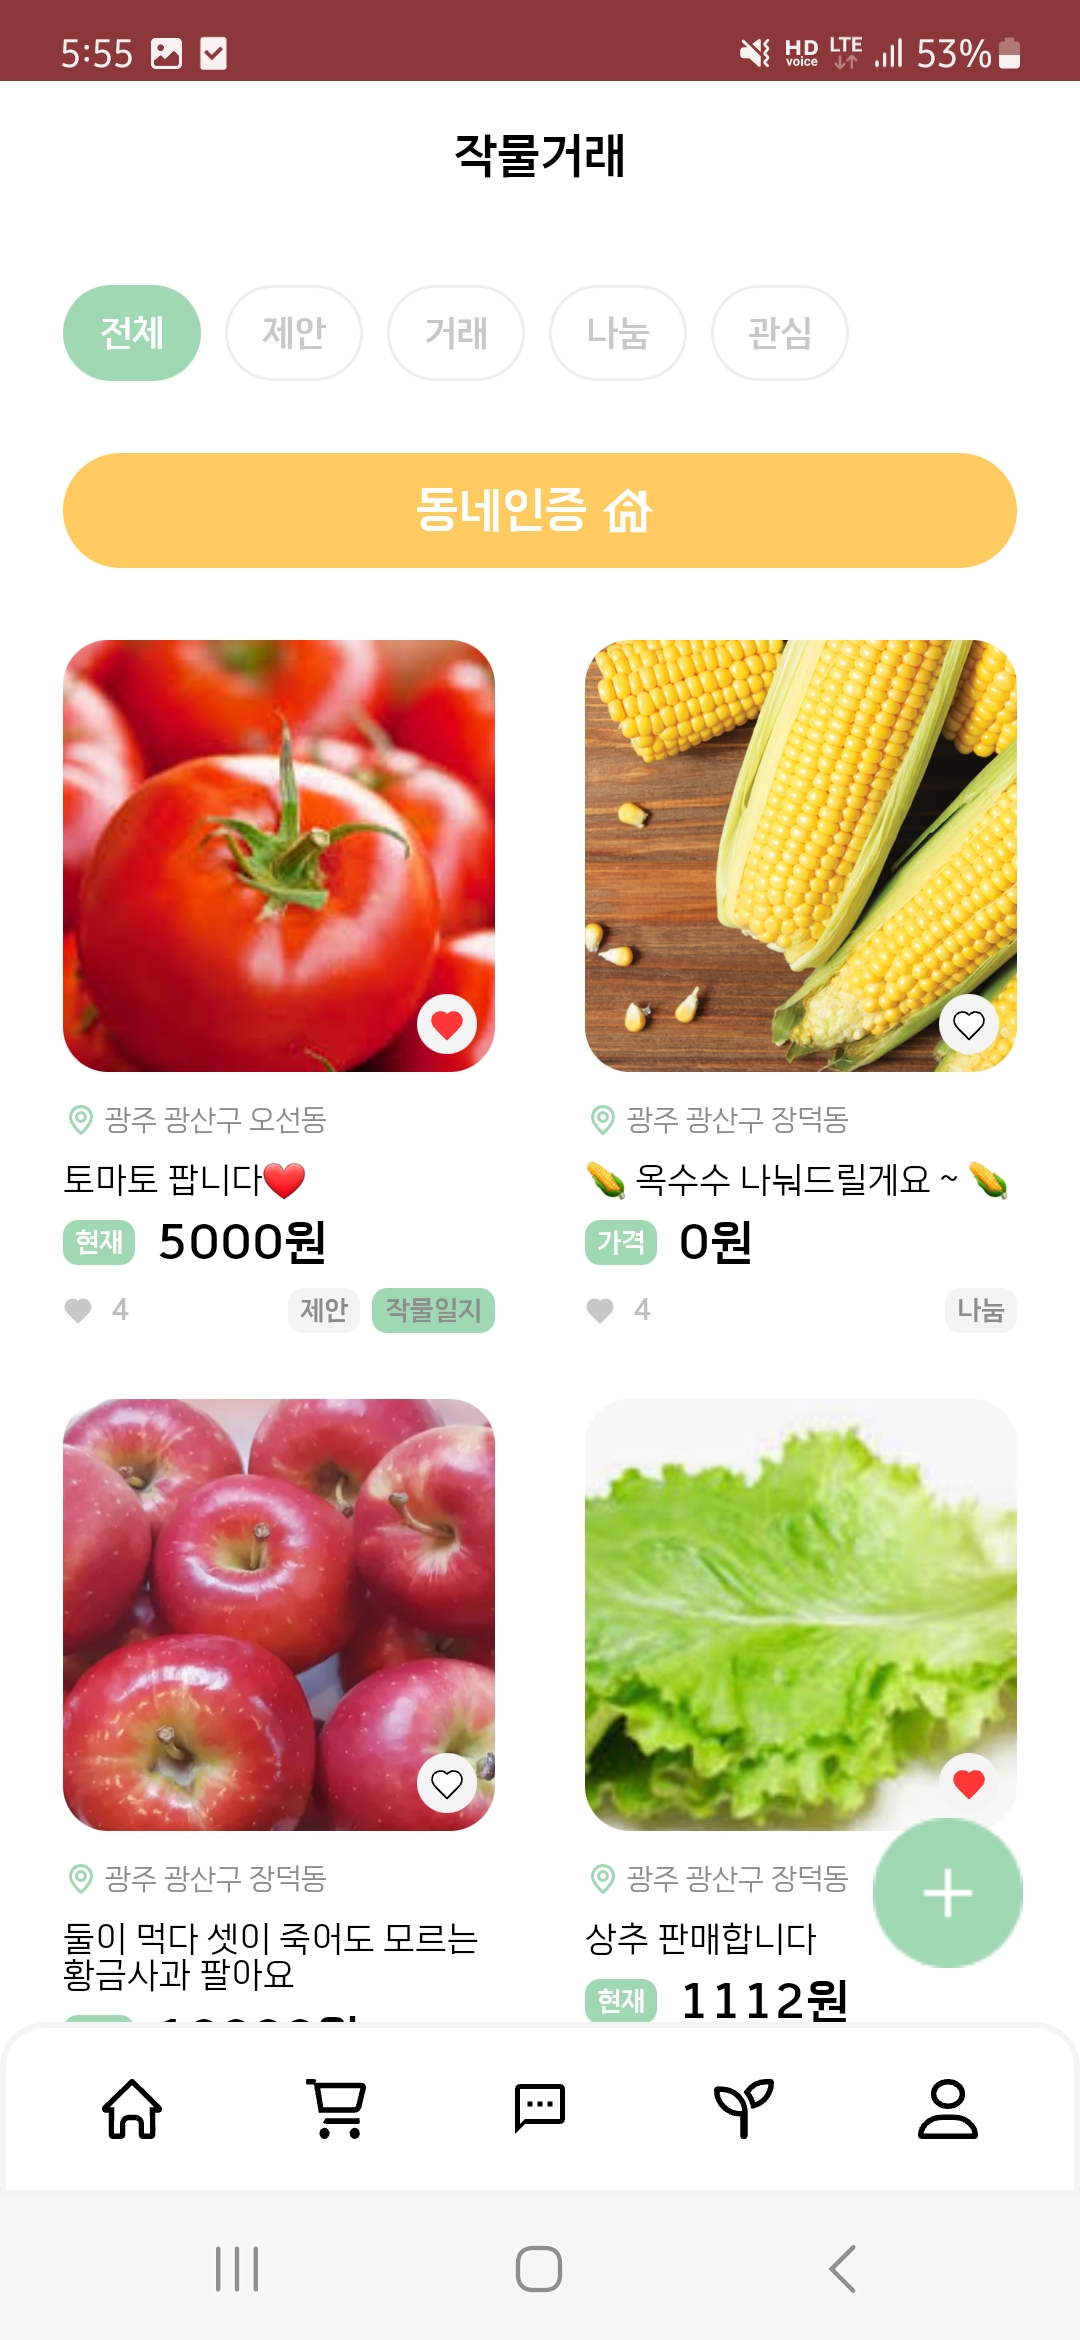 5:55 HD voice LTE 53%
작물거래
전체 제안 거래 나눔 관심
동네인증
광주 광산구 오선동
토마토 팝니다❤️
현재 5000원
4 제안 작물일지
광주 광산구 장덕동
🌽 옥수수 나눠드릴게요 ~ 🌽
가격 0원
4 나눔
광주 광산구 장덕동
둘이 먹다 셋이 죽어도 모르는
황금사과 팔아요
광주 광산구 장덕동
상추 판매합니다
현재 1112원